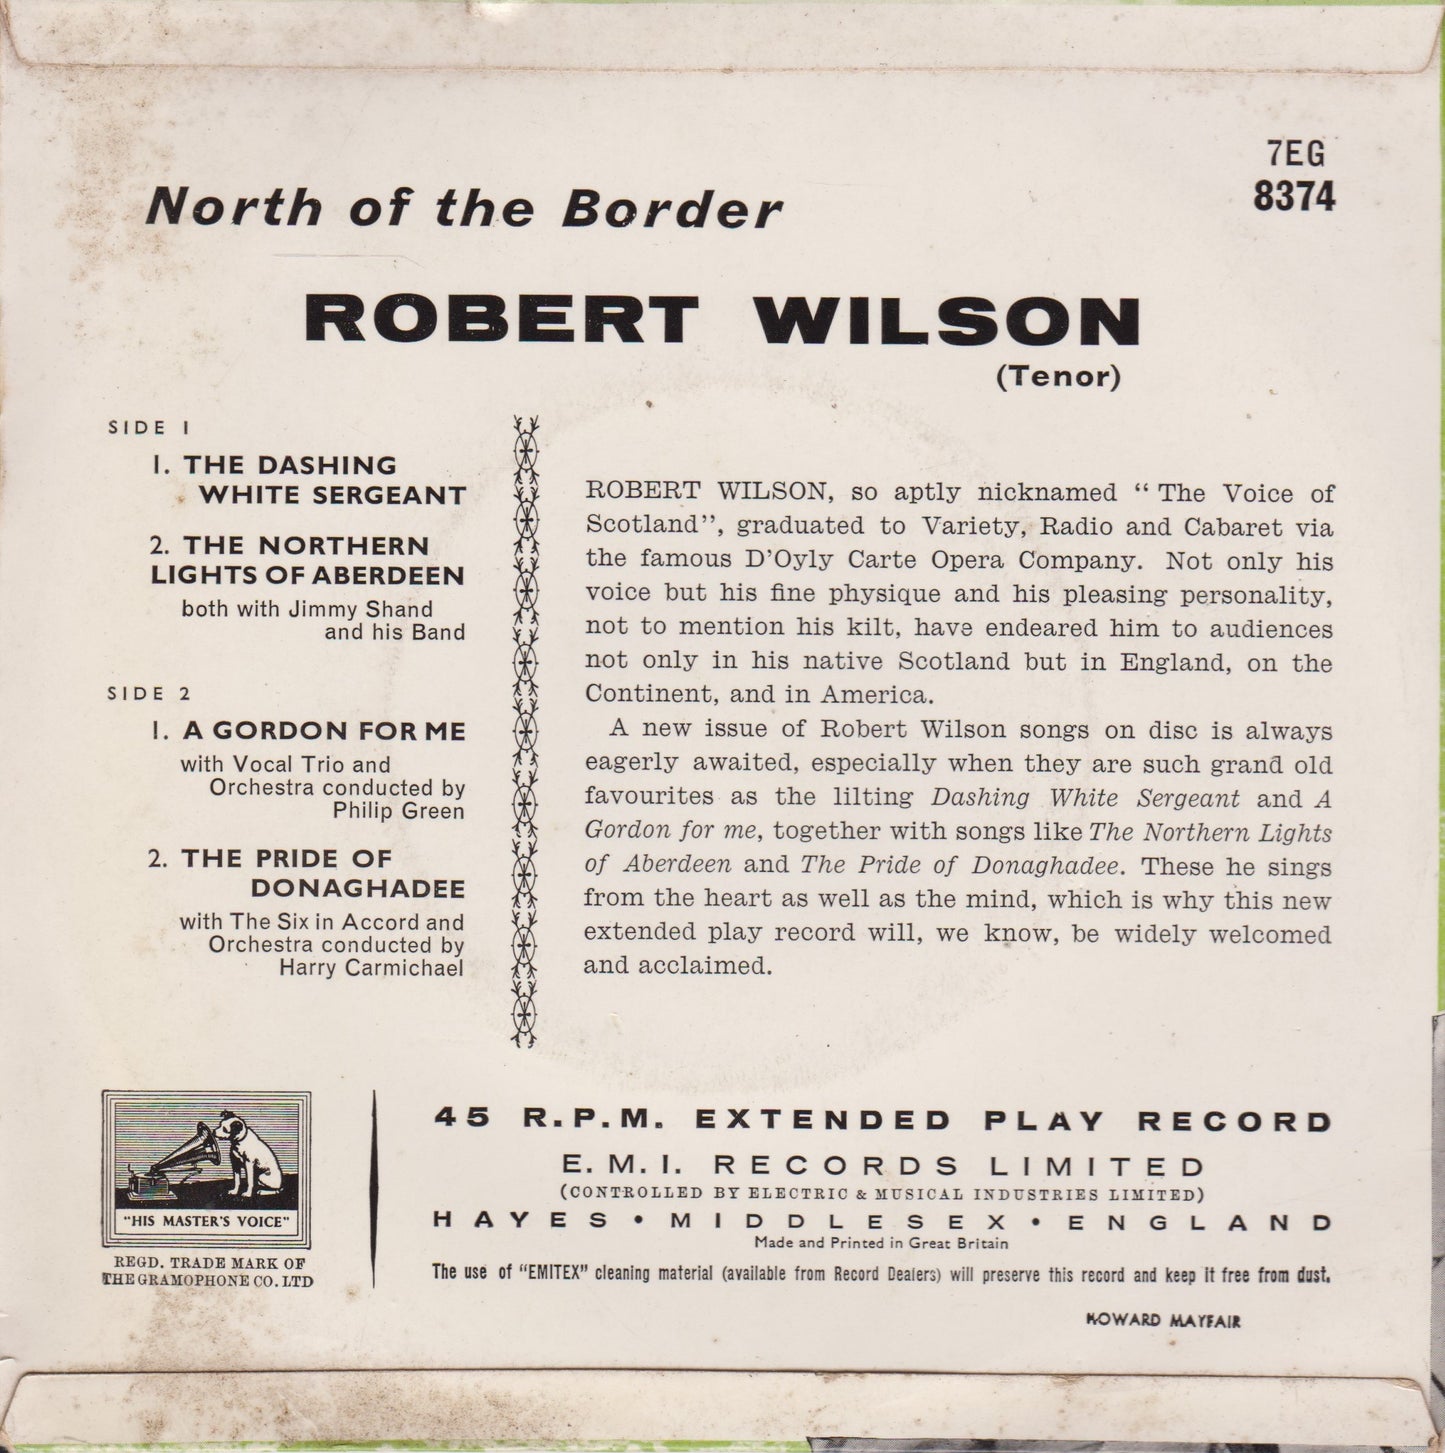 7EG
8374
North of the Border
ROBERT WILSON
(Tenor)
SIDE 1
1. THE DASHING
WHITE SERGEANT
2. THE NORTHERN
LIGHTS OF ABERDEEN
both with Jimmy Shand
and his Band
SIDE 2
1. A GORDON FOR ME
with Vocal Trio and
Orchestra conducted by
Philip Green
2. THE PRIDE OF
DONAGHADEE
with The Six in Accord and
Orchestra conducted by
Harry Carmichael
ROBERT WILSON, so aptly nicknamed “The Voice of
Scotland”, graduated to Variety, Radio and Cabaret via
the famous D’Oyly Carte Opera Company. Not only his
voice but his fine physique and his pleasing personality,
not to mention his kilt, have endeared him to audiences
not only in his native Scotland but in England, on the
Continent, and in America.
A new issue of Robert Wilson songs on disc is always
eagerly awaited, especially when they are such grand old
favourites as the lilting Dashing White Sergeant and A
Gordon for me, together with songs like The Northern Lights
of Aberdeen and The Pride of Donaghadee. These he sings
from the heart as well as the mind, which is why this new
extended play record will, we know, be widely welcomed
and acclaimed.
"HIS MASTER'S VOICE"
REGD. TRADE MARK OF
THE GRAMOPHONE CO. LTD
45 R.P.M. EXTENDED PLAY RECORD
E.M.I. RECORDS LIMITED
(CONTROLLED BY ELECTRIC & MUSICAL INDUSTRIES LIMITED)
HAYES • MIDDLESEX • ENGLAND
Made and Printed in Great Britain
The use of "EMITEX" cleaning material (available from Record Dealers) will preserve this record and keep it free from dust.
HOWARD MAYFAIR